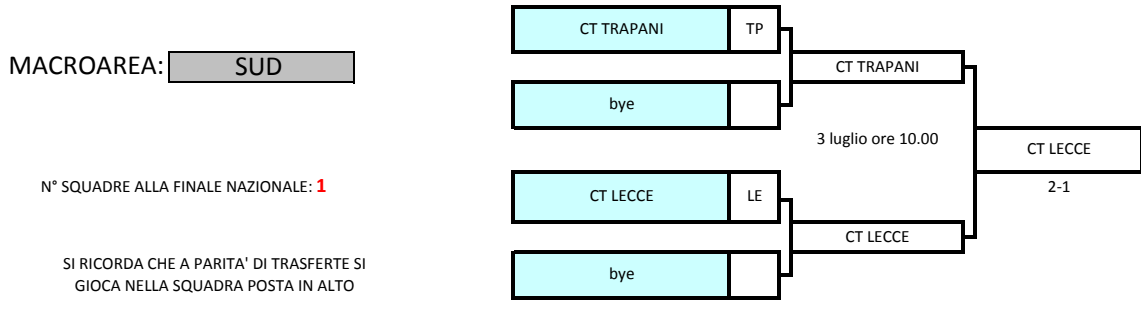 CT TRAPANI TP
MACROAREA: SUD
CT TRAPANI
bye
3 luglio ore 10.00
CT LECCE
N° SQUADRE ALLA FINALE NAZIONALE: 1
CT LECCE LE
2-1
CT LECCE
SI RICORDA CHE A PARITA' DI TRASFERTE SI
GIOCA NELLA SQUADRA POSTA IN ALTO
bye